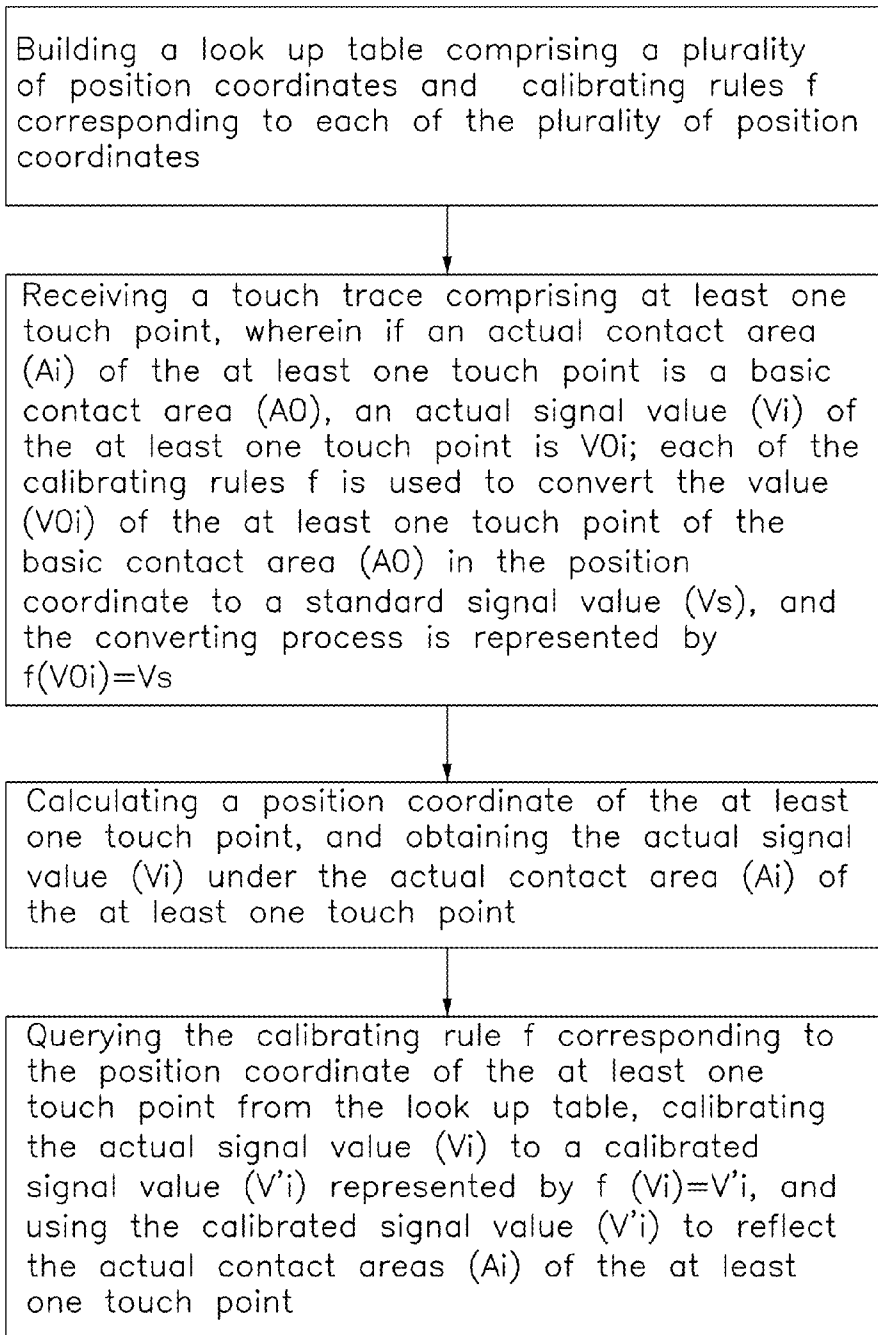 Building a look up table comprising a plurality
of position coordinates and calibrating rules f
corresponding to each of the plurality of position
coordinates
Receiving a touch trace comprising at least one
touch point, wherein if an actual contact area
(Ai) of the at least one touch point is a basic
contact area (A0), an actual signal value (Vi) of
the at least one touch point is V0i; each of the
calibrating rules f is used to convert the value
(V0i) of the at least one touch point of the
basic contact area (A0) in the position
coordinate to a standard signal value (Vs), and
the converting process is represented by
f(V0i)=Vs
Calculating a position coordinate of the at least
one touch point, and obtaining the actual signal
value (Vi) under the actual contact area (Ai) of
the at least one touch point
Querying the calibrating rule f corresponding to
the position coordinate of the at least one
touch point from the look up table, calibrating
the actual signal value (Vi) to a calibrated
signal value (V'i) represented by f (Vi)=V'i, and
using the calibrated signal value (V'i) to reflect
the actual contact areas (Ai) of the at least
one touch point